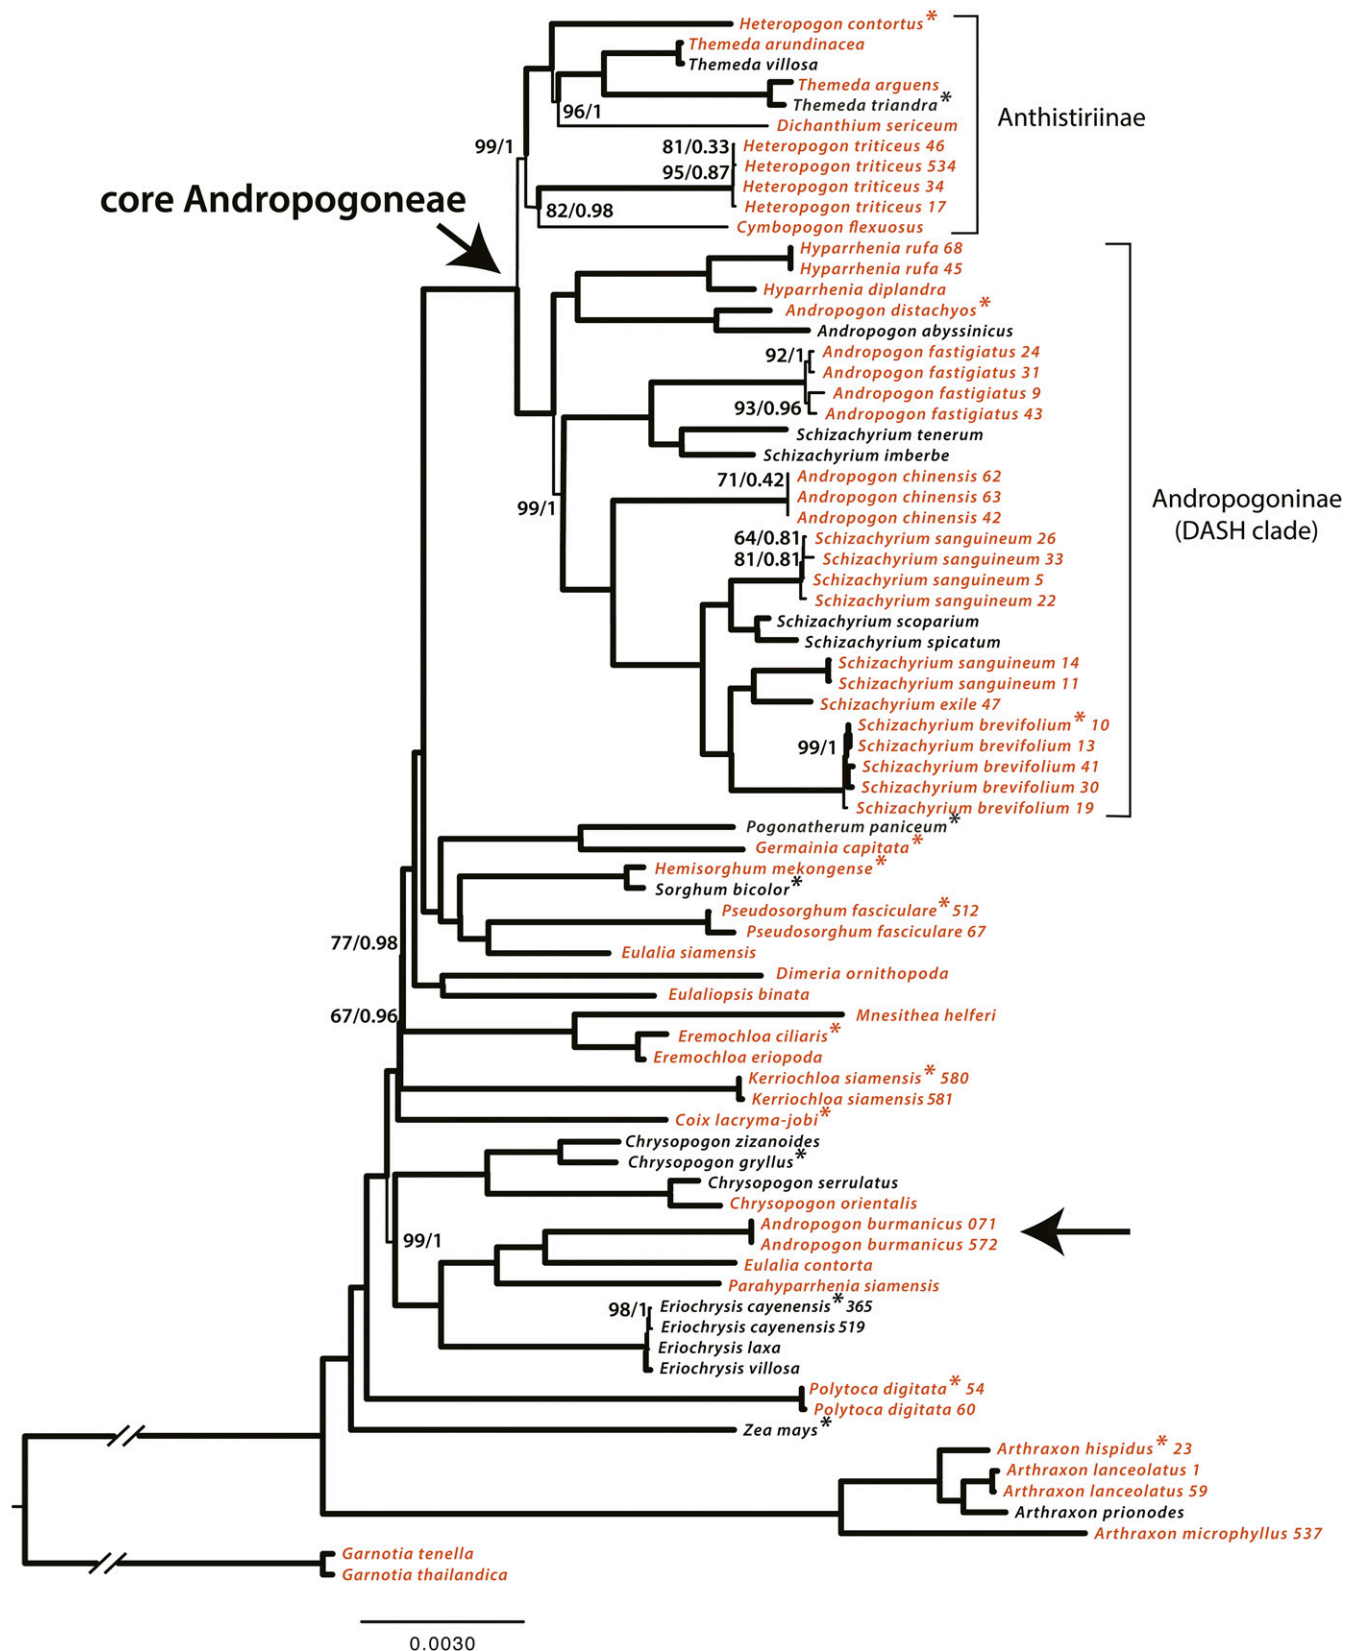 Heteropogon contortus*
Themeda arundinacea
Themeda villosa
Themeda arguens
Themeda triandra*
96/1
Dichanthium sericeum
Anthistiriinae
99/1
81/0.33
Heteropogon triticeus 46
Heteropogon triticeus 534
95/0.87
Heteropogon triticeus 34
Heteropogon triticeus 17
82/0.98
Cymbopogon flexuosus
core Andropogoneae
Hyparrhenia rufa 68
Hyparrhenia rufa 45
Hyparrhenia diplandra
Andropogon distachyos*
Andropogon abyssinicus
92/1
Andropogon fastigiatus 24
Andropogon fastigiatus 31
Andropogon fastigiatus 9
93/0.96
Andropogon fastigiatus 43
Schizachyrium tenerum
Schizachyrium imberbe
71/0.42
Andropogon chinensis 62
Andropogon chinensis 63
Andropogon chinensis 42
99/1
Andropogoninae
(DASH clade)
64/0.81
Schizachyrium sanguineum 26
81/0.81
Schizachyrium sanguineum 33
Schizachyrium sanguineum 5
Schizachyrium sanguineum 22
Schizachyrium scoparium
Schizachyrium spicatum
Schizachyrium sanguineum 14
Schizachyrium sanguineum 11
Schizachyrium exile 47
Schizachyrium brevifolium* 10
99/1
Schizachyrium brevifolium 13
Schizachyrium brevifolium 41
Schizachyrium brevifolium 30
Schizachyrium brevifolium 19
Pogonatherum paniceum*
Germainia capitata*
Hemisorghum mekongense*
Sorghum bicolor*
Pseudosorghum fasciculare* 512
Pseudosorghum fasciculare 67
77/0.98
Eulalia siamensis
Dimeria ornithopoda
Eulaliopsis binata
67/0.96
Mnesithea helferi
Eremochloa ciliaris*
Eremochloa eriopoda
Kerriochloa siamensis* 580
Kerriochloa siamensis 581
Coix lacryma-jobi*
Chrysopogon zizanoides
Chrysopogon gryllus*
Chrysopogon serrulatus
Chrysopogon orientalis
Andropogon burmanicus 071
99/1
Andropogon burmanicus 572
Eulalia contorta
Parahyparrhenia siamensis
98/1
Eriochrysis cayenensis* 365
Eriochrysis cayenensis 519
Eriochrysis laxa
Eriochrysis villosa
Polytoca digitata* 54
Polytoca digitata 60
Zea mays*
Arthraxon hispidus* 23
Arthraxon lanceolatus 1
Arthraxon lanceolatus 59
Arthraxon prionodes
Arthraxon microphyllus 537
Garnotia tenella
Garnotia thailandica
0.0030